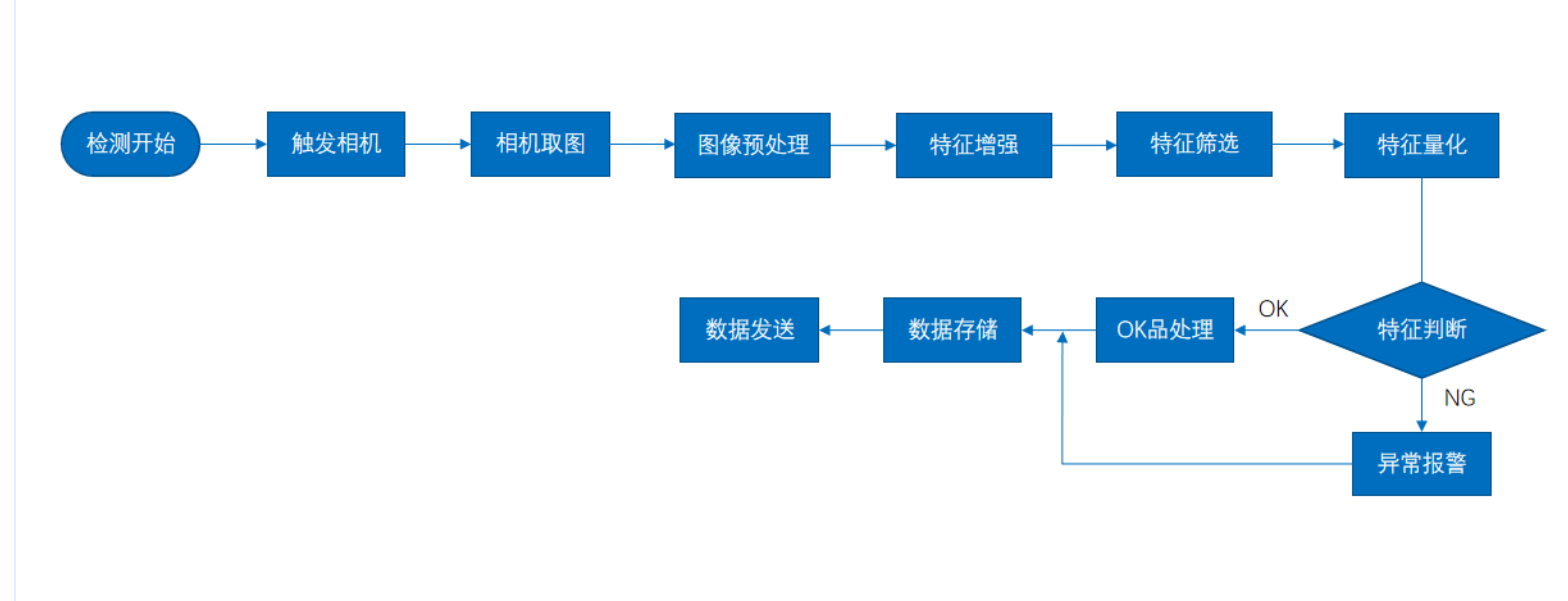 检测开始
触发相机
相机取图
图像预处理
特征增强
特征筛选
特征量化
数据发送
数据存储
OK品处理
OK
特征判断
NG
异常报警